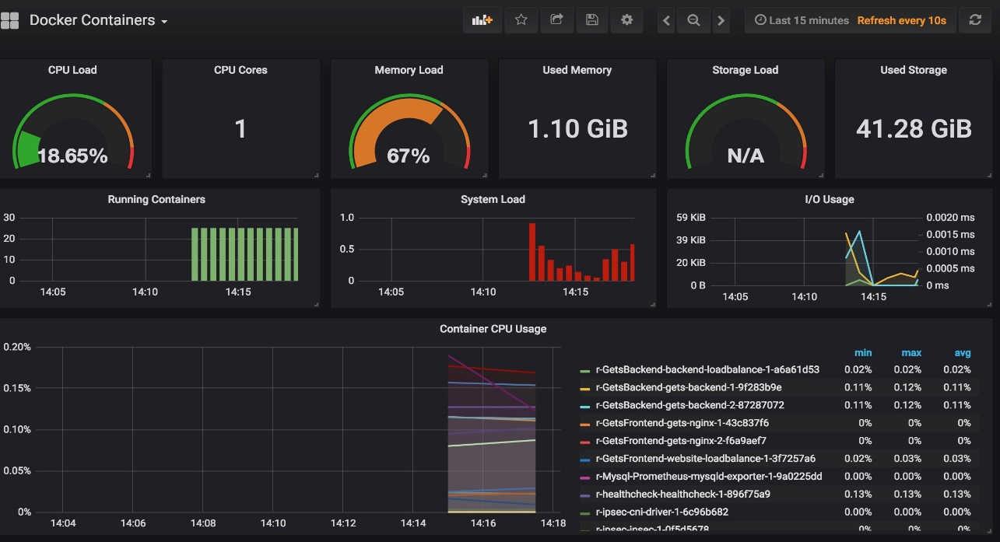 Docker Containers
Last 15 minutes Refresh every 10s
CPU Load
18.65%
CPU Cores
1
Memory Load
67%
Used Memory
1.10 GiB
Storage Load
N/A
Used Storage
41.28 GiB
Running Containers
30
20
10
0
14:05 14:10 14:15
System Load
1.0
0.5
0
14:05 14:10 14:15
I/O Usage
59 KiB 0.0020 ms
39 KiB 0.0015 ms
0.0010 ms
20 KiB 0.0005 ms
0 B 0 ms
14:05 14:10 14:15
Container CPU Usage
0.20%
0.15%
0.10%
0.05%
0%
14:04 14:06 14:08 14:10 14:12 14:14 14:16 14:18
min max avg
r-GetsBackend-backend-loadbalance-1-a6a61d53 0.02% 0.02% 0.02%
r-GetsBackend-gets-backend-1-9f283b9e 0.11% 0.12% 0.11%
r-GetsBackend-gets-backend-2-87287072 0.11% 0.12% 0.11%
r-GetsFrontend-gets-nginx-1-43c837f6 0% 0% 0%
r-GetsFrontend-gets-nginx-2-f6a9aef7 0% 0% 0%
r-GetsFrontend-website-loadbalance-1-3f7257a6 0.02% 0.03% 0.03%
r-Mysql-Prometheus-mysqld-exporter-1-9a0225dd 0.00% 0.00% 0.00%
r-healthcheck-healthcheck-1-896f75a9 0.13% 0.13% 0.13%
r-ipsec-cni-driver-1-6c96b682 0.00% 0.00% 0.00%
r-ipsec-ipsec-1-0f5d5678 0% 0% 0%